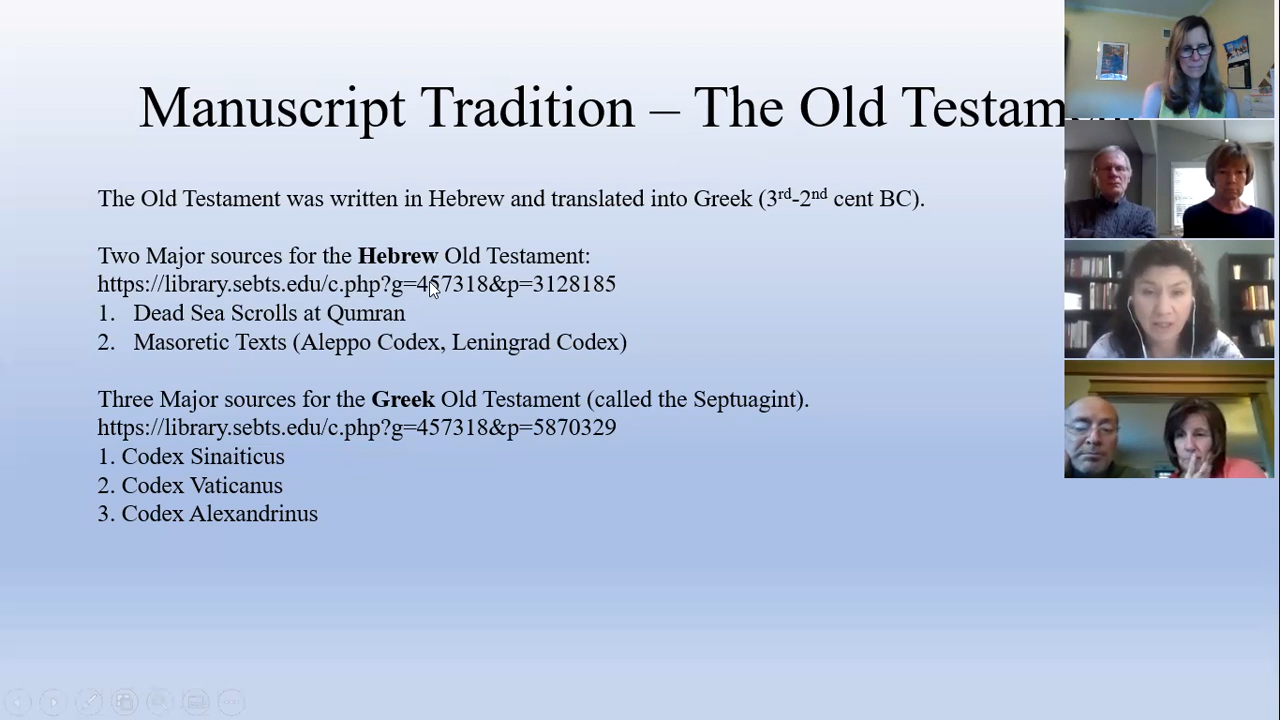 Manuscript Tradition – The Old Testam
The Old Testament was written in Hebrew and translated into Greek (3rd-2nd cent BC).
Two Major sources for the Hebrew Old Testament:
https://library.sebts.edu/c.php?g=457318&p=3128185
1. Dead Sea Scrolls at Qumran
2. Masoretic Texts (Aleppo Codex, Leningrad Codex)
Three Major sources for the Greek Old Testament (called the Septuagint).
https://library.sebts.edu/c.php?g=457318&p=5870329
1. Codex Sinaiticus
2. Codex Vaticanus
3. Codex Alexandrinus